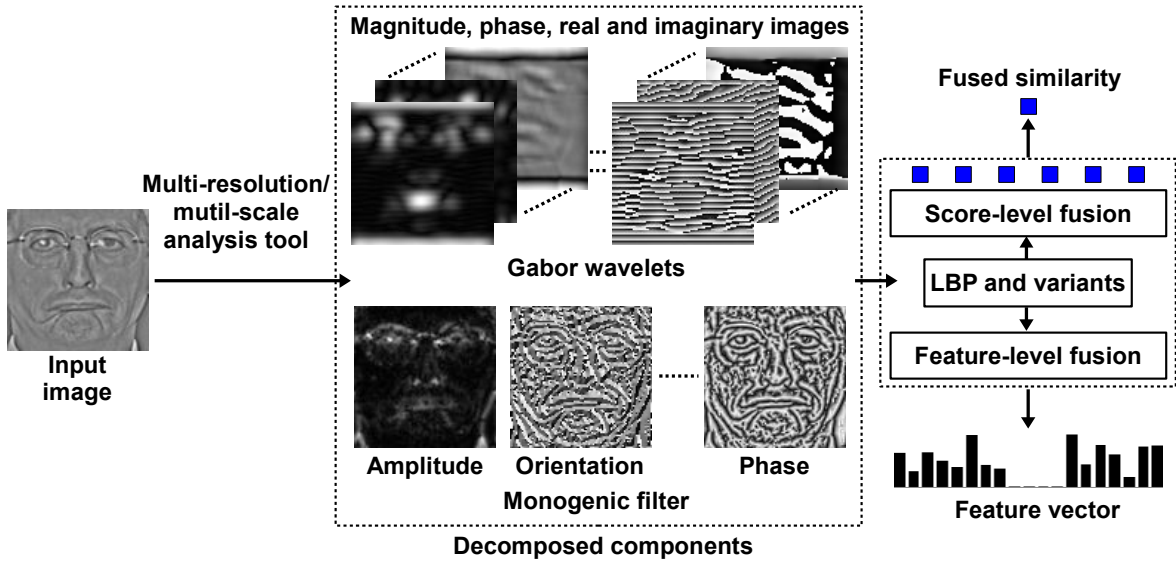 Magnitude, phase, real and imaginary images
Multi-resolution/
mutil-scale
analysis tool
Input
image
Gabor wavelets
Amplitude
Orientation
Phase
Monogenic filter
Decomposed components
Fused similarity
Score-level fusion
LBP and variants
Feature-level fusion
Feature vector